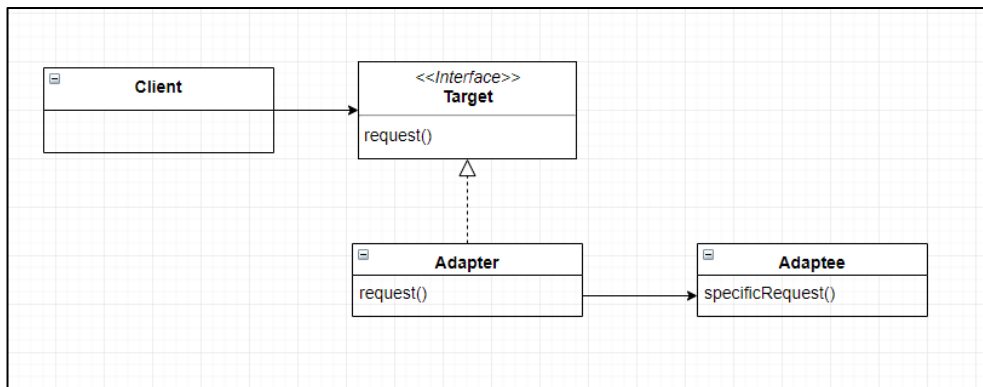 Client
<<Interface>>
Target
request()
Adapter
request()
Adaptee
specificRequest()